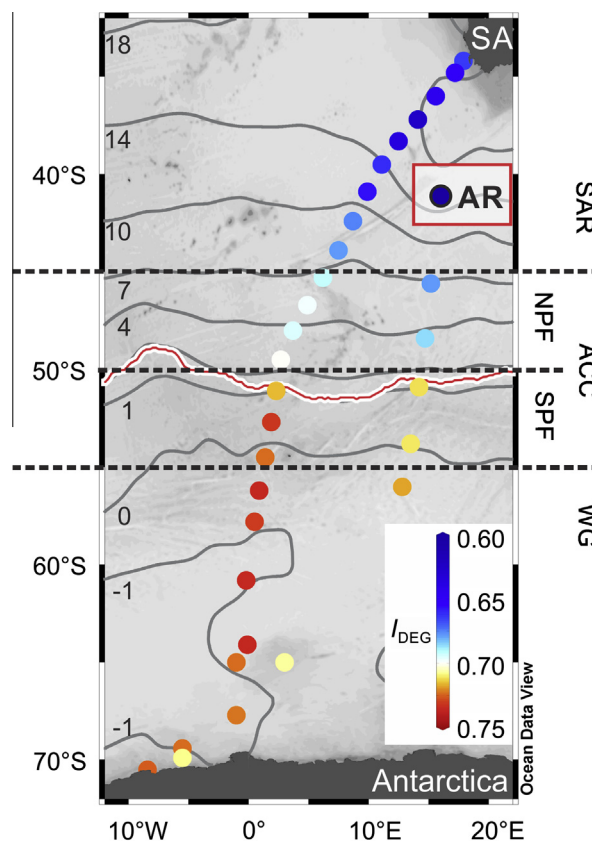 SA
18
14
40°S
AR
SAR
10
7
4
NPF
ACC
50°S
1
SPF
0
WG
60°S
-1
I_DEG
0.60
0.65
0.70
0.75
-1
70°S
Antarctica
Ocean Data View
10°W 0° 10°E 20°E